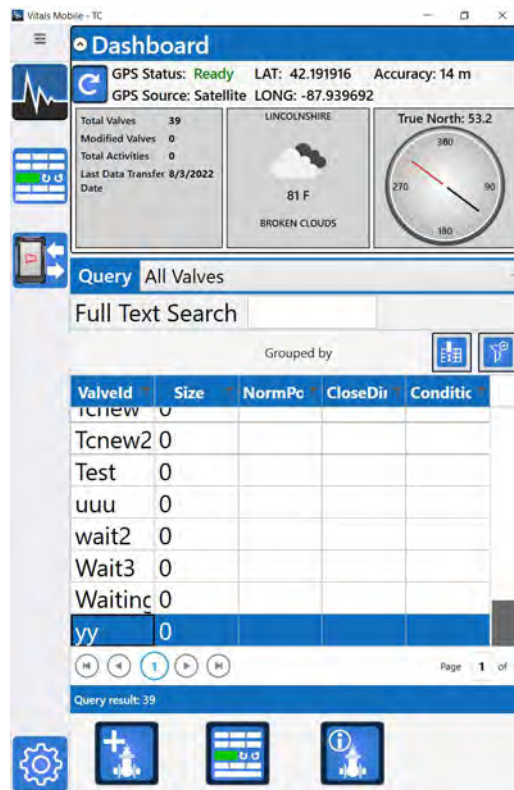 Vitals Mobile - TC
Dashboard
GPS Status: Ready LAT: 42.191916 Accuracy: 14 m
GPS Source: Satellite LONG: -87.939692
Total Valves 39
Modified Valves 0
Total Activities 0
Last Data Transfer 8/3/2022
Date
LINCOLNSHIRE
81 F
BROKEN CLOUDS
True North: 53.2
360
270 90
180
Query All Valves
Full Text Search
Grouped by
ValveId Size NormPo CloseDir Conditic
Tcnew 0
Tcnew2 0
Test 0
uuu 0
wait2 0
Wait3 0
Waiting 0
yy 0
1 Page 1 of
Query result: 39